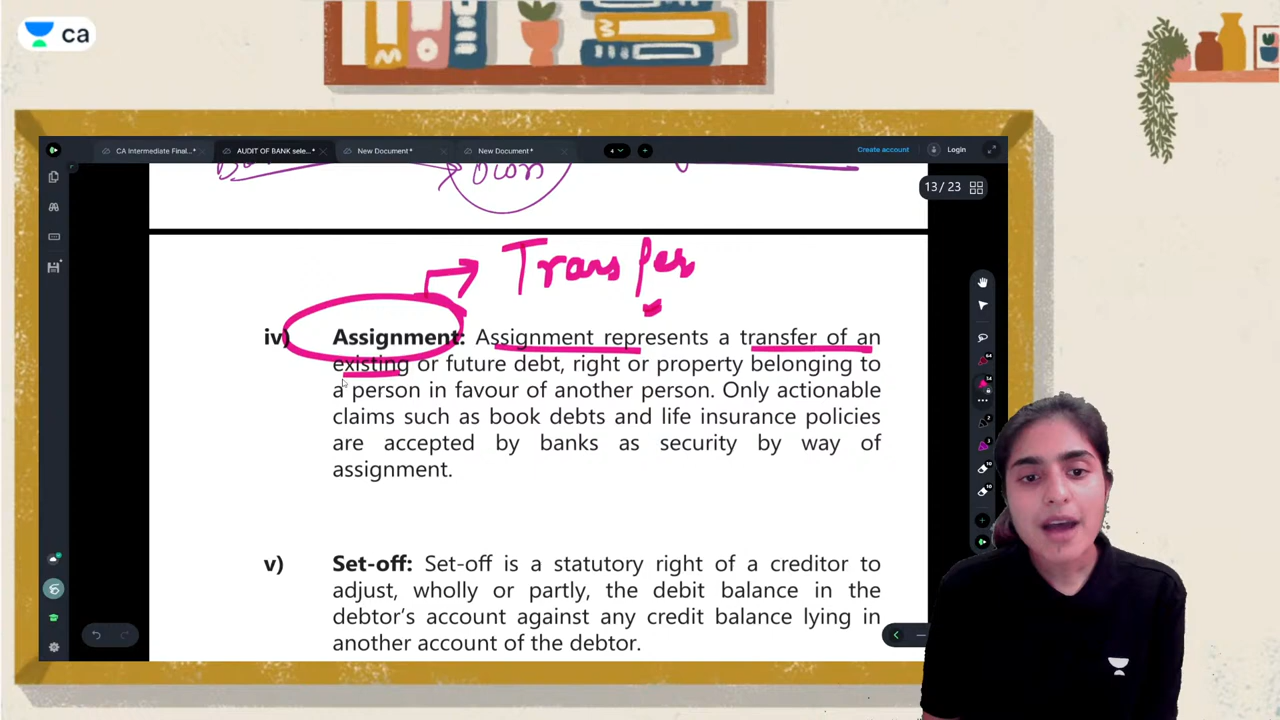 ca
CA Intermediate Final...*
AUDIT OF BANK sele...*
New Document*
New Document*
4
Create account
Login
13 / 23
Transfer
iv) Assignment: Assignment represents a transfer of an
existing or future debt, right or property belonging to
a person in favour of another person. Only actionable
claims such as book debts and life insurance policies
are accepted by banks as security by way of
assignment.
v) Set-off: Set-off is a statutory right of a creditor to
adjust, wholly or partly, the debit balance in the
debtor's account against any credit balance lying in
another account of the debtor.